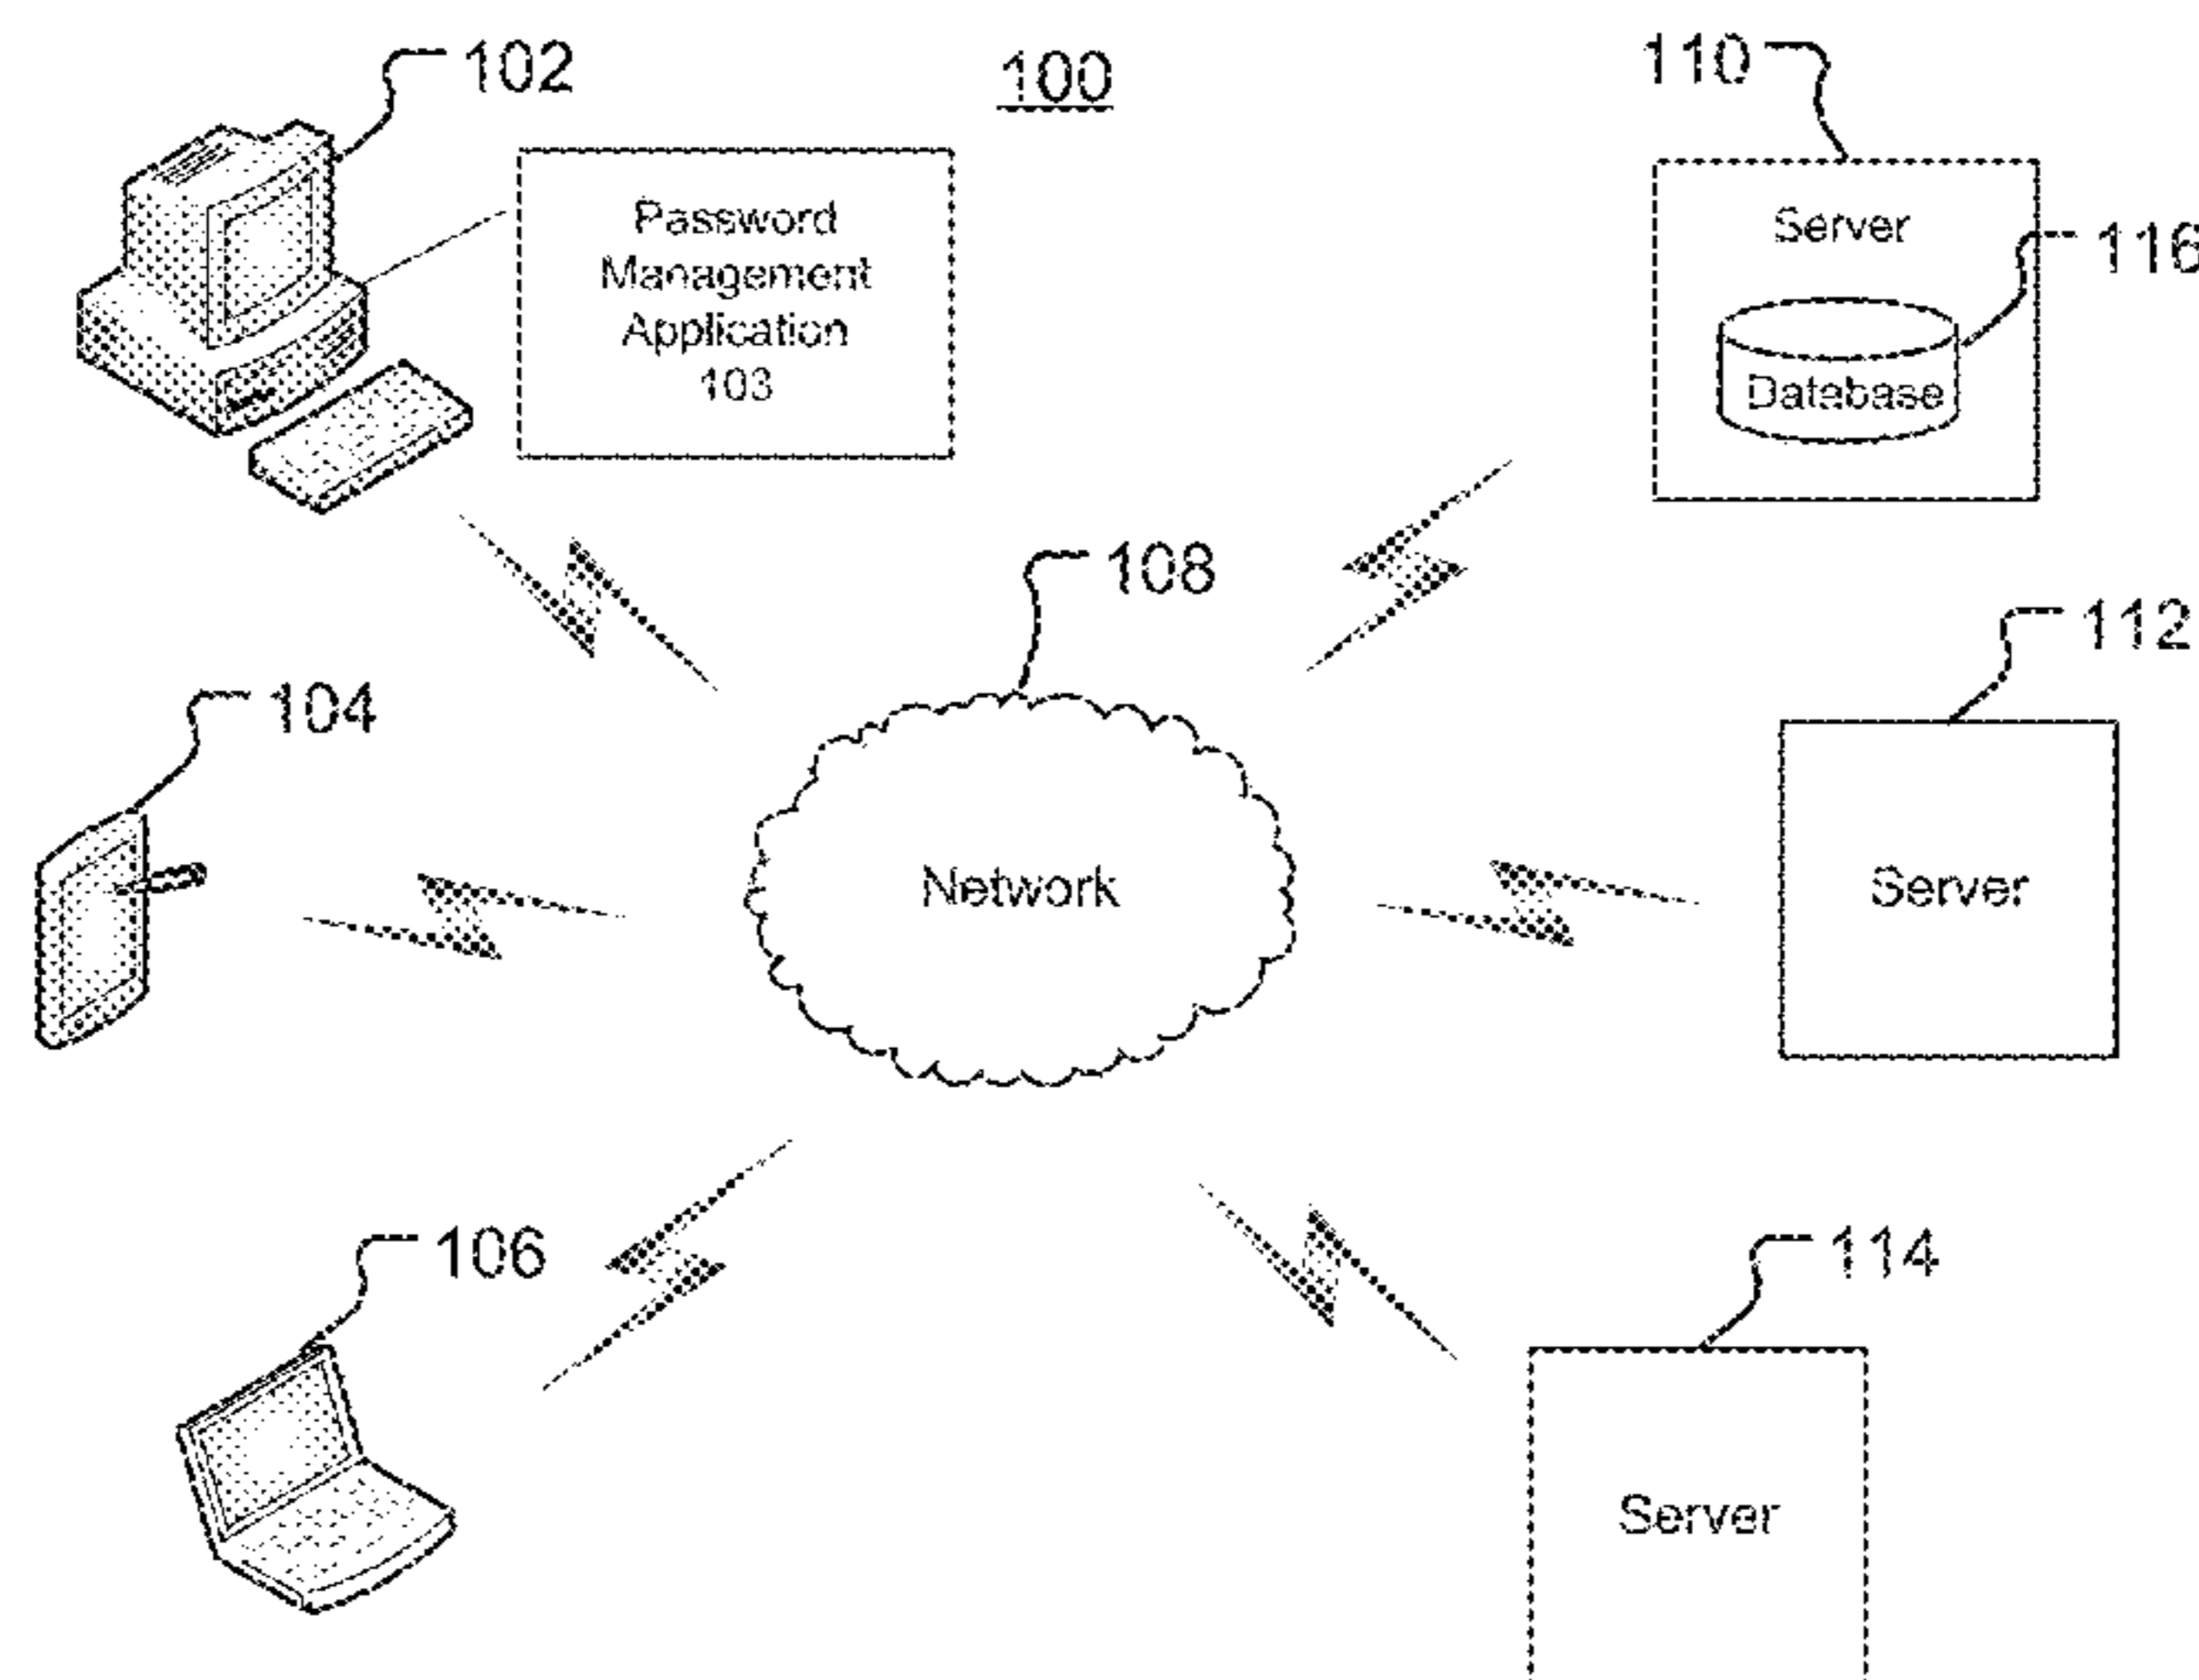 102
100
110
Password
Management
Application
103
Server
116
Database
108
112
104
Network
Server
106
114
Server